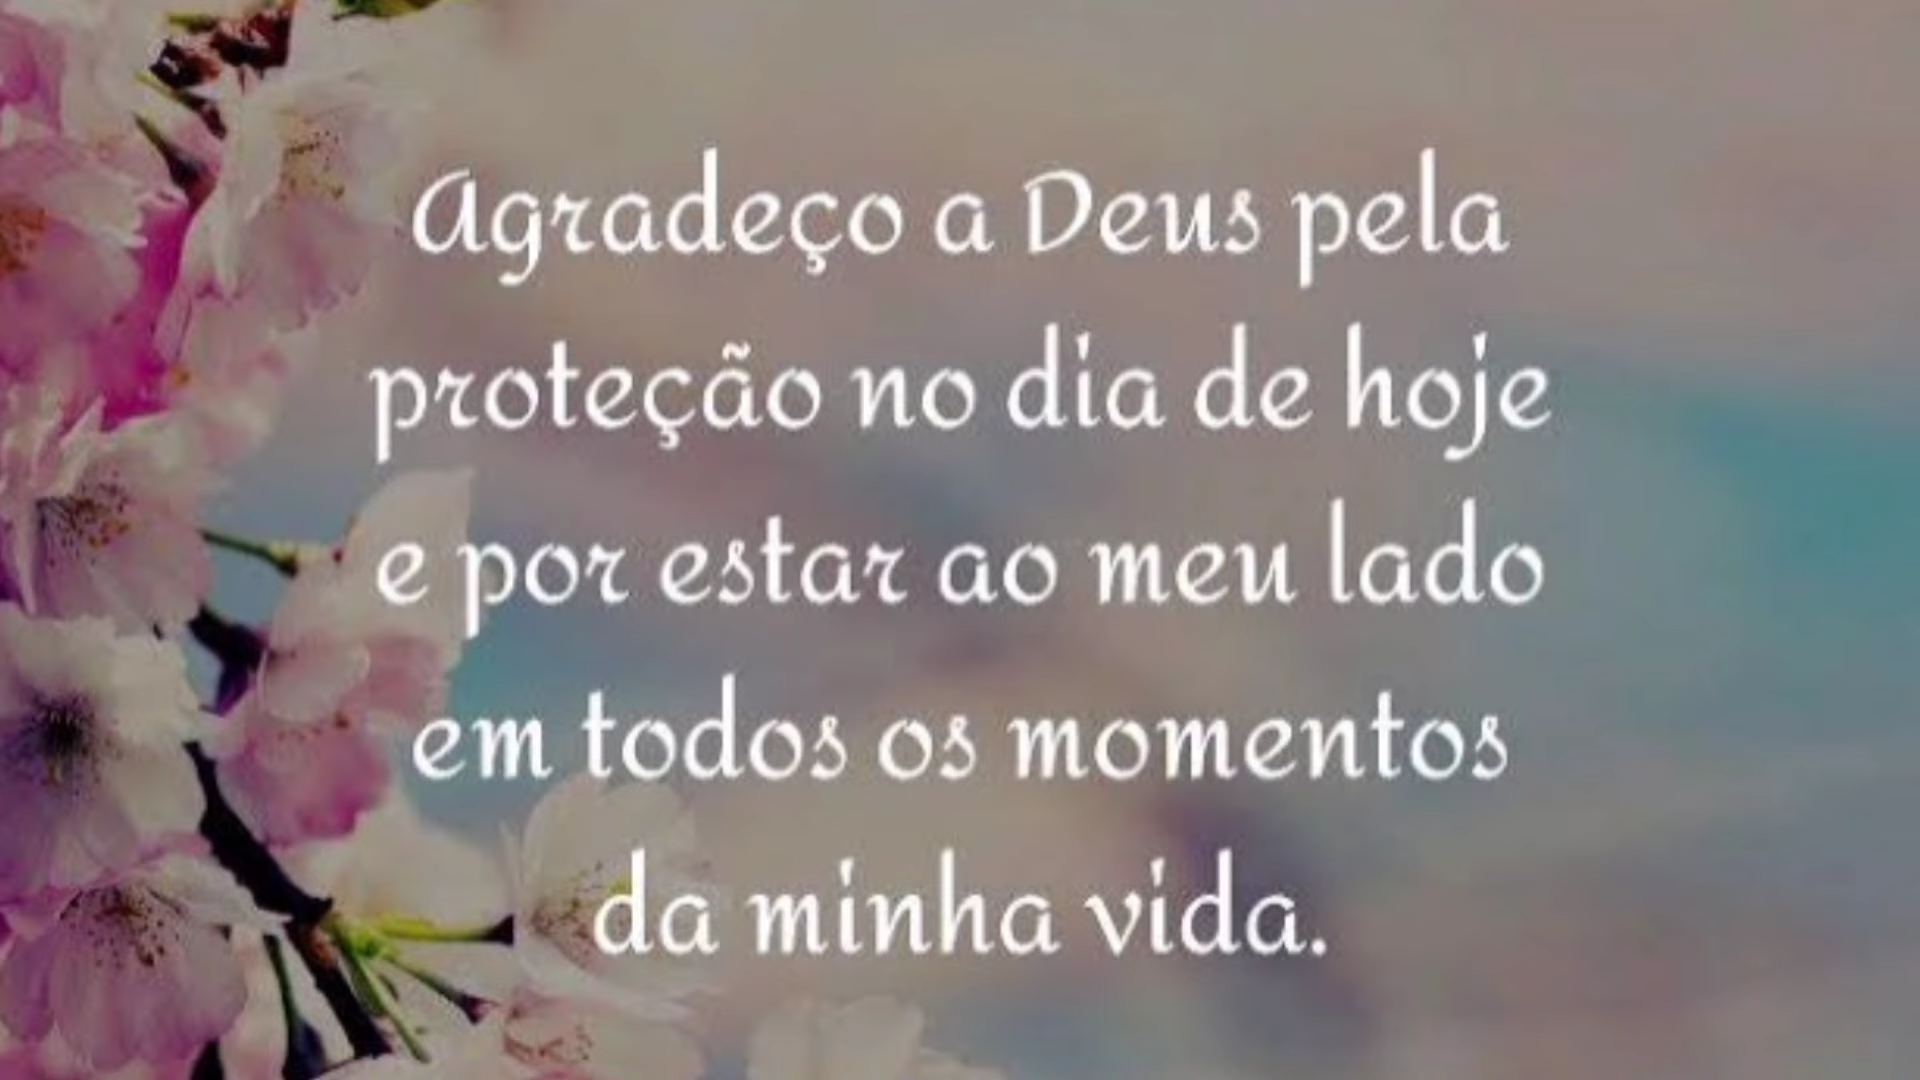 Agradeço a Deus pela
proteção no dia de hoje
e por estar ao meu lado
em todos os momentos
da minha vida.